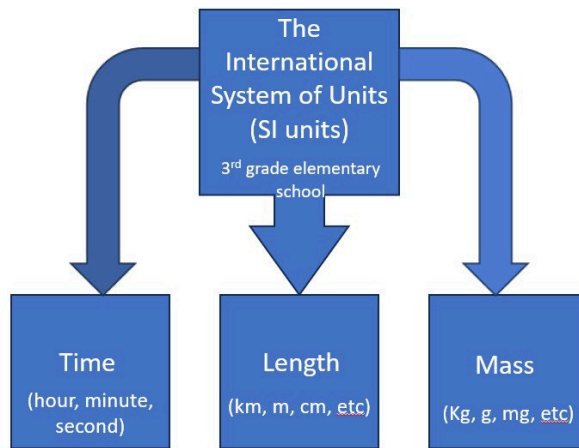 The
International
System of Units
(SI units)
3rd grade elementary
school
Time
(hour, minute,
second)
Length
(km, m, cm, etc)
Mass
(Kg, g, mg, etc)